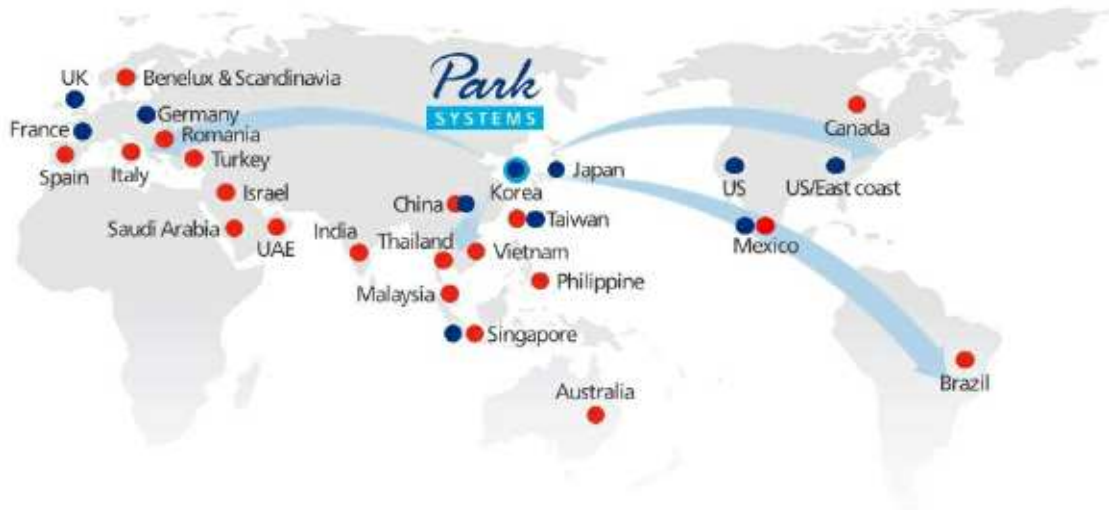 Park
SYSTEMS
UK
Benelux & Scandinavia
Germany
France
Romania
Spain
Italy
Turkey
Israel
Saudi Arabia
UAE
India
China
Korea
Japan
Taiwan
Thailand
Vietnam
Malaysia
Philippine
Singapore
Australia
Canada
US
US/East coast
Mexico
Brazil